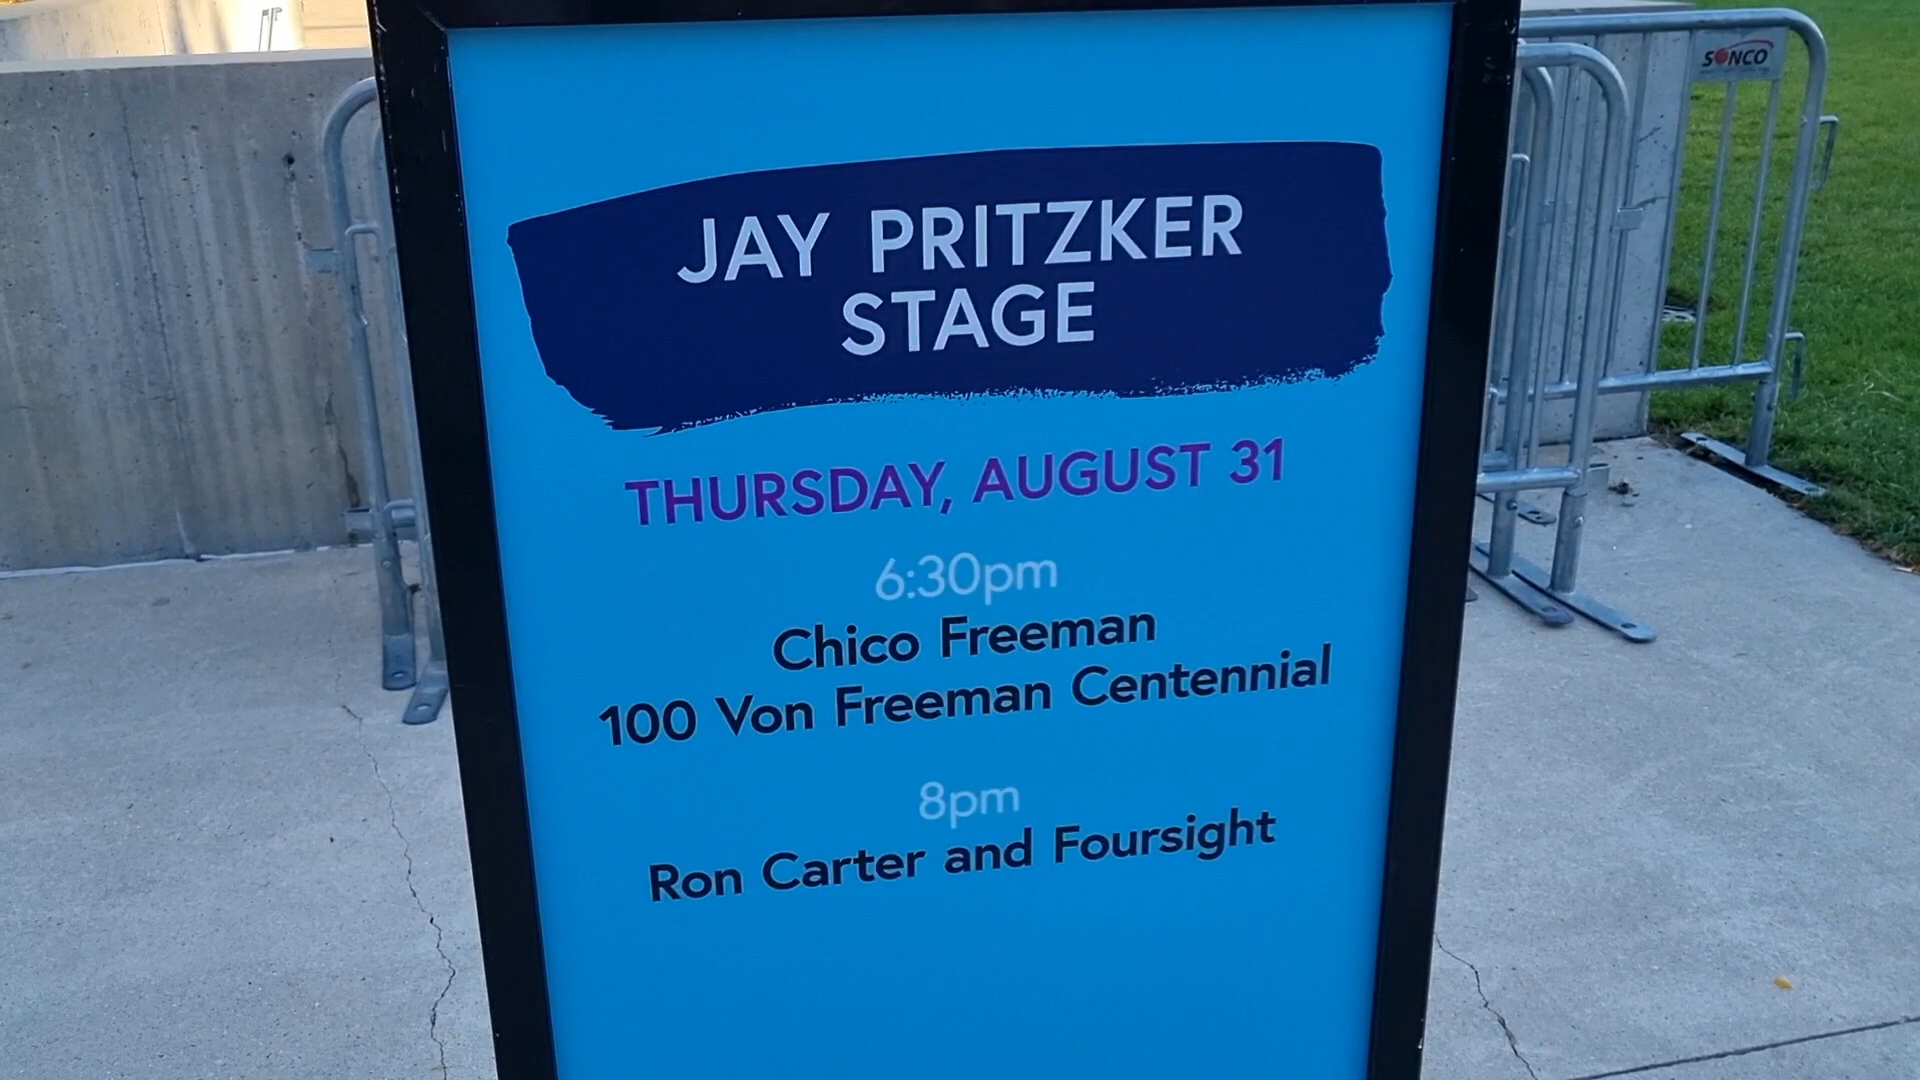 SONCO
JAY PRITZKER
STAGE
THURSDAY, AUGUST 31
6:30pm
Chico Freeman
100 Von Freeman Centennial
8pm
Ron Carter and Foursight